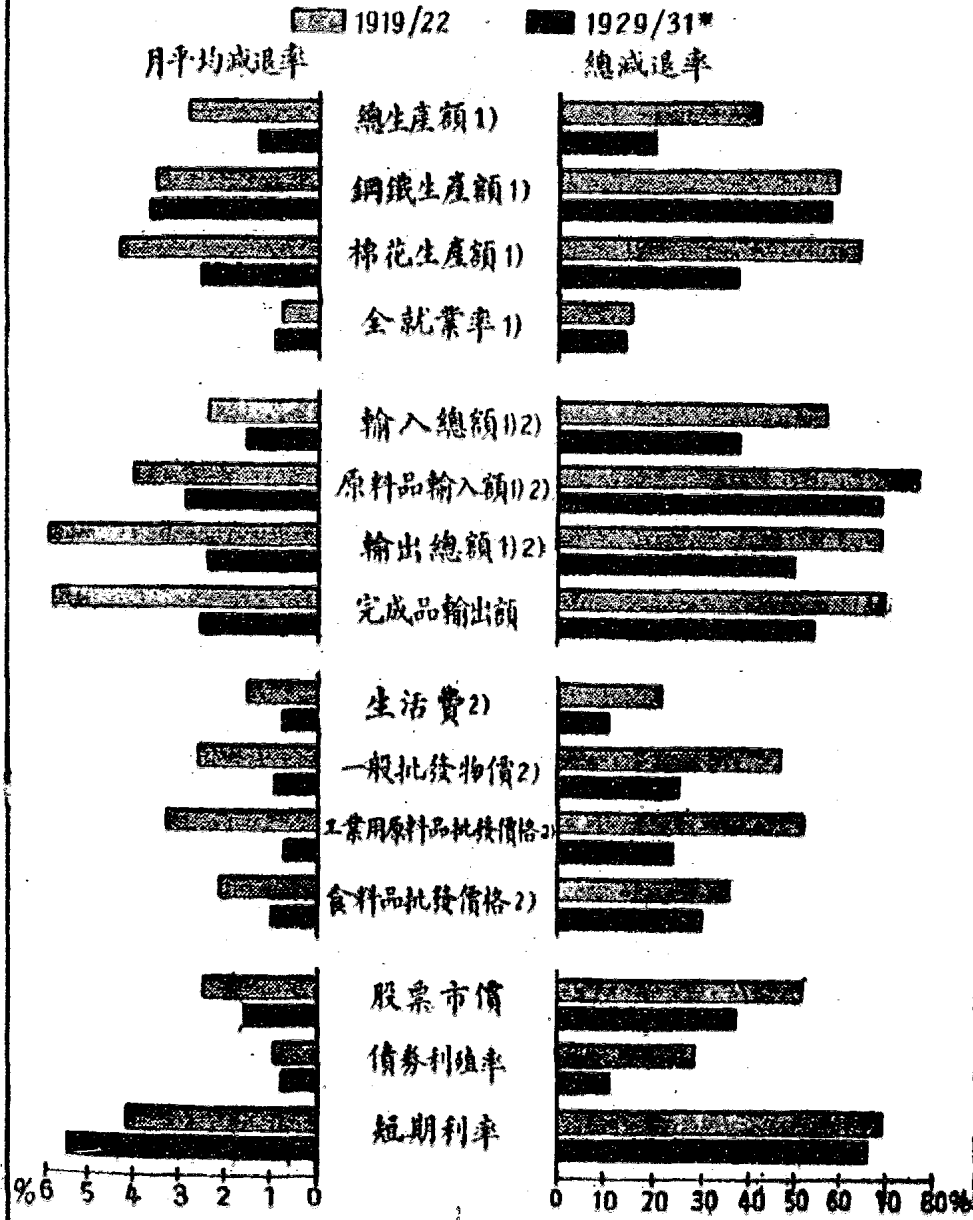 1919/22 1929/31*
月平均減退率 總減退率
總生產額1)
鋼鐵生產額1)
棉花生產額1)
全就業率1)
輸入總額1)2)
原料品輸入額1)2)
輸出總額1)2)
完成品輸出額
生活費2)
一般批發物價2)
工業用原料品批發價格2)
食料品批發價格2)
股票市價
債券利殖率
短期利率
% 6 5 4 3 2 1 0 0 10 20 30 40 50 60 70 80%